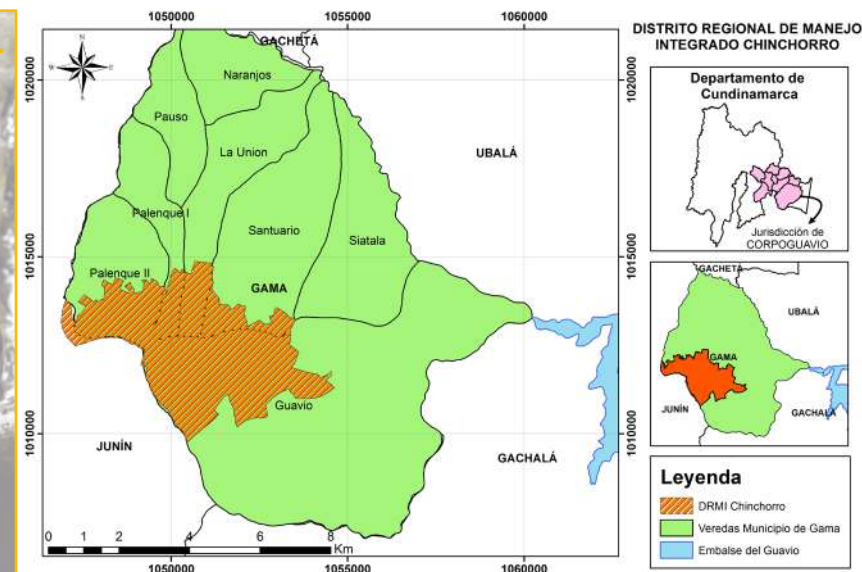 1050000
1055000
1060000
GACHETÁ
Naranjos
1020000
1020000
Pauso
La Union
UBALÁ
Palenque I
Santuario
Siatala
1015000
1015000
Palenque II
GAMA
Guavio
JUNÍN
1010000
1010000
GACHALÁ
0 1 2 4 6 8
Km
1050000
1055000
1060000
DISTRITO REGIONAL DE MANEJO
INTEGRADO CHINCHORRO
Departamento de
Cundinamarca
Jurisdicción de
CORPOGUAVIO
GACHETÁ
UBALÁ
GAMA
JUNÍN
GACHALÁ
Leyenda
DRMI Chinchorro
Veredas Municipio de Gama
Embalse del Guavio